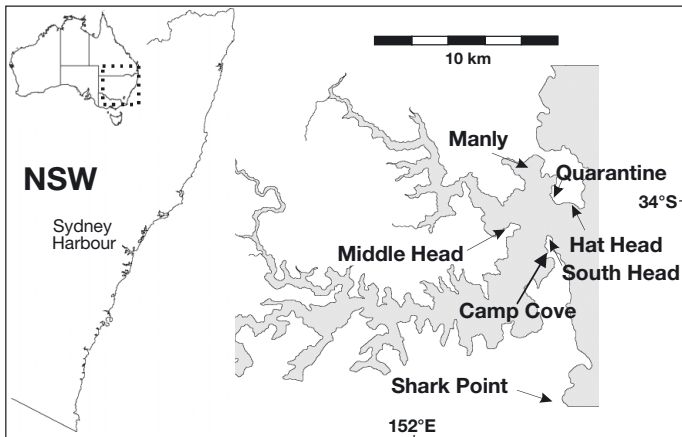 10 km
Manly
NSW
Quarantine
34°S
Sydney
Harbour
Middle Head
Hat Head
South Head
Camp Cove
Shark Point
152°E